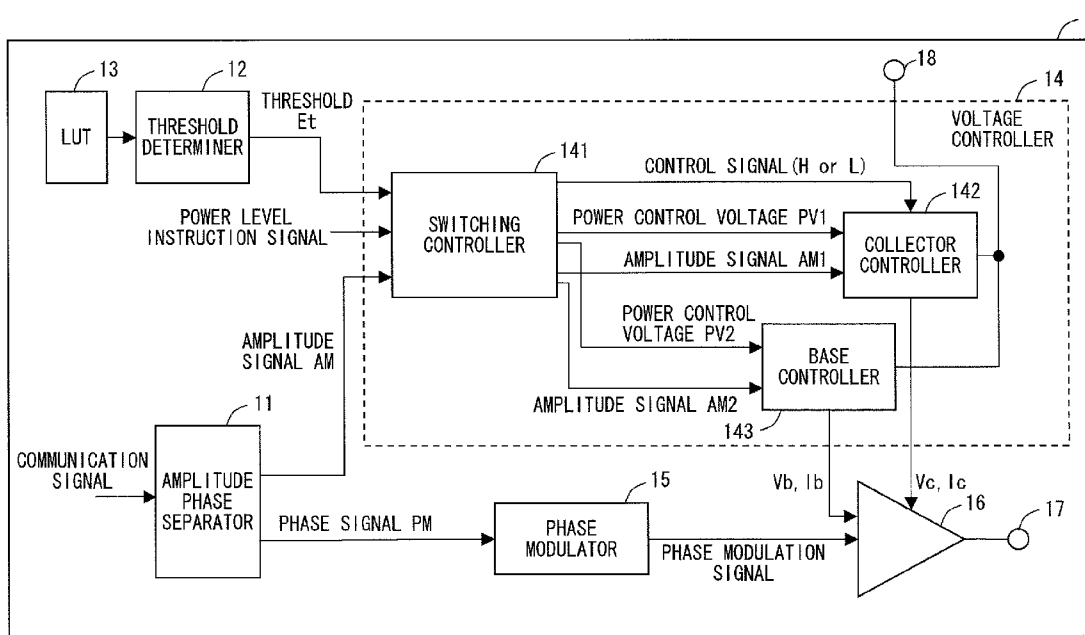 13
12
18
THRESHOLD
Et
14
VOLTAGE
CONTROLLER
LUT
THRESHOLD
DETERMINER
141
CONTROL SIGNAL(H or L)
142
POWER LEVEL
INSTRUCTION SIGNAL
SWITCHING
CONTROLLER
POWER CONTROL VOLTAGE PV1
COLLECTOR
CONTROLLER
AMPLITUDE SIGNAL AM1
POWER CONTROL
VOLTAGE PV2
AMPLITUDE
SIGNAL AM
BASE
CONTROLLER
AMPLITUDE SIGNAL AM2
143
11
COMMUNICATION
SIGNAL
AMPLITUDE
PHASE
SEPARATOR
15
Vb, Ib
Vc, Ic
16
17
PHASE SIGNAL PM
PHASE
MODULATOR
PHASE MODULATION
SIGNAL